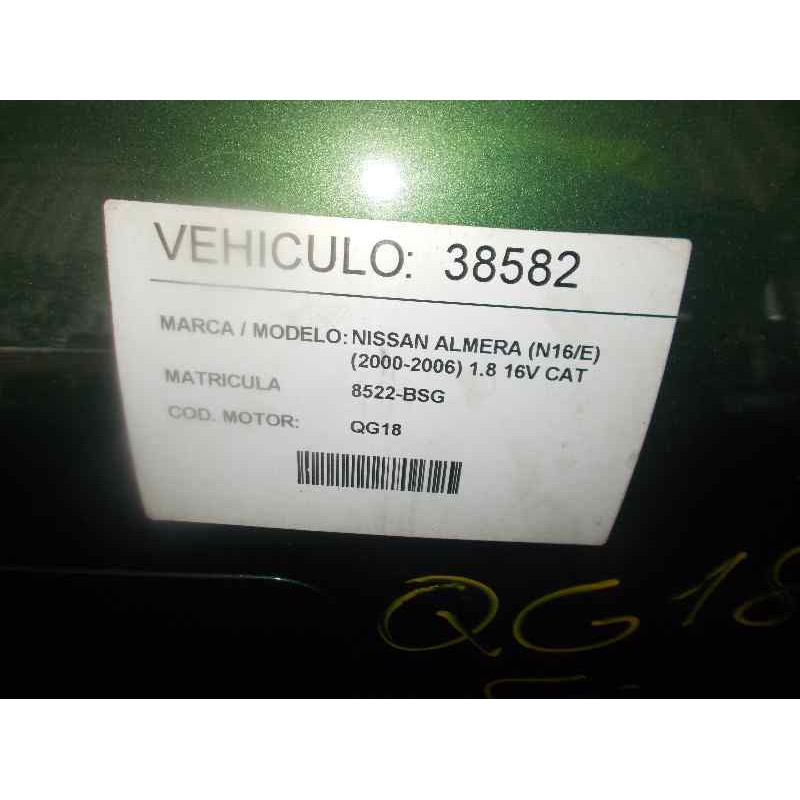 VEHICULO: 38582
MARCA / MODELO: NISSAN ALMERA (N16/E)
(2000-2006) 1.8 16V CAT
MATRICULA 8522-BSG
COD. MOTOR: QG18
QG18